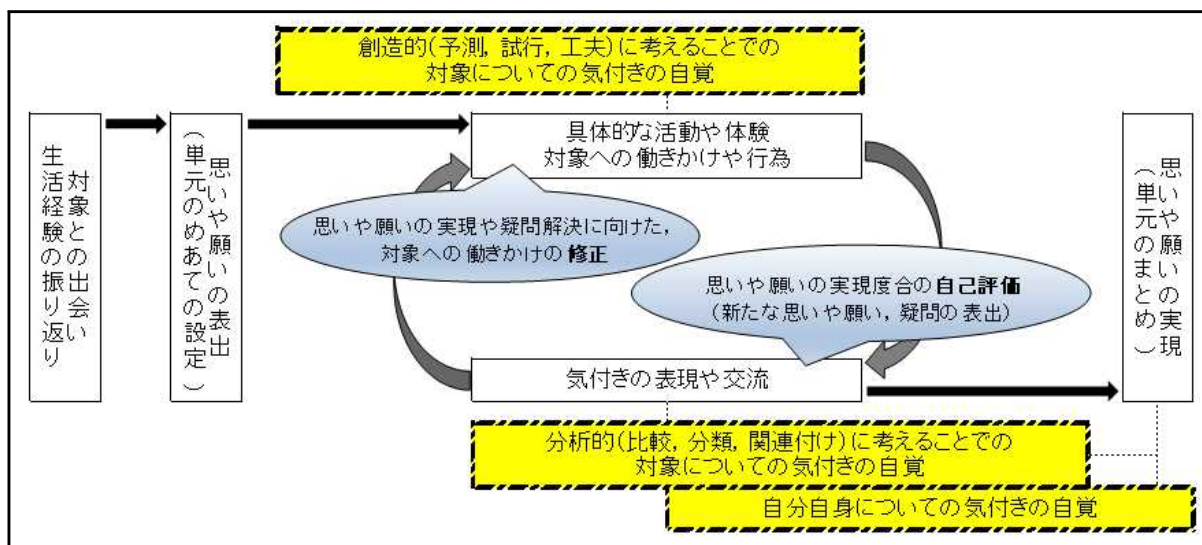 創造的(予測,試行,工夫)に考えることでの
対象についての気付きの自覚
対象との出会い
生活経験の振り返り
思いや願いの表出
(単元のめあての設定)
具体的な活動や体験
対象への働きかけや行為
思いや願いの実現や疑問解決に向けた,
対象への働きかけの修正
思いや願いの実現度合の自己評価
(新たな思いや願い,疑問の表出)
気付きの表現や交流
思いや願いの実現
(単元のまとめ)
分析的(比較,分類,関連付け)に考えることでの
対象についての気付きの自覚
自分自身についての気付きの自覚